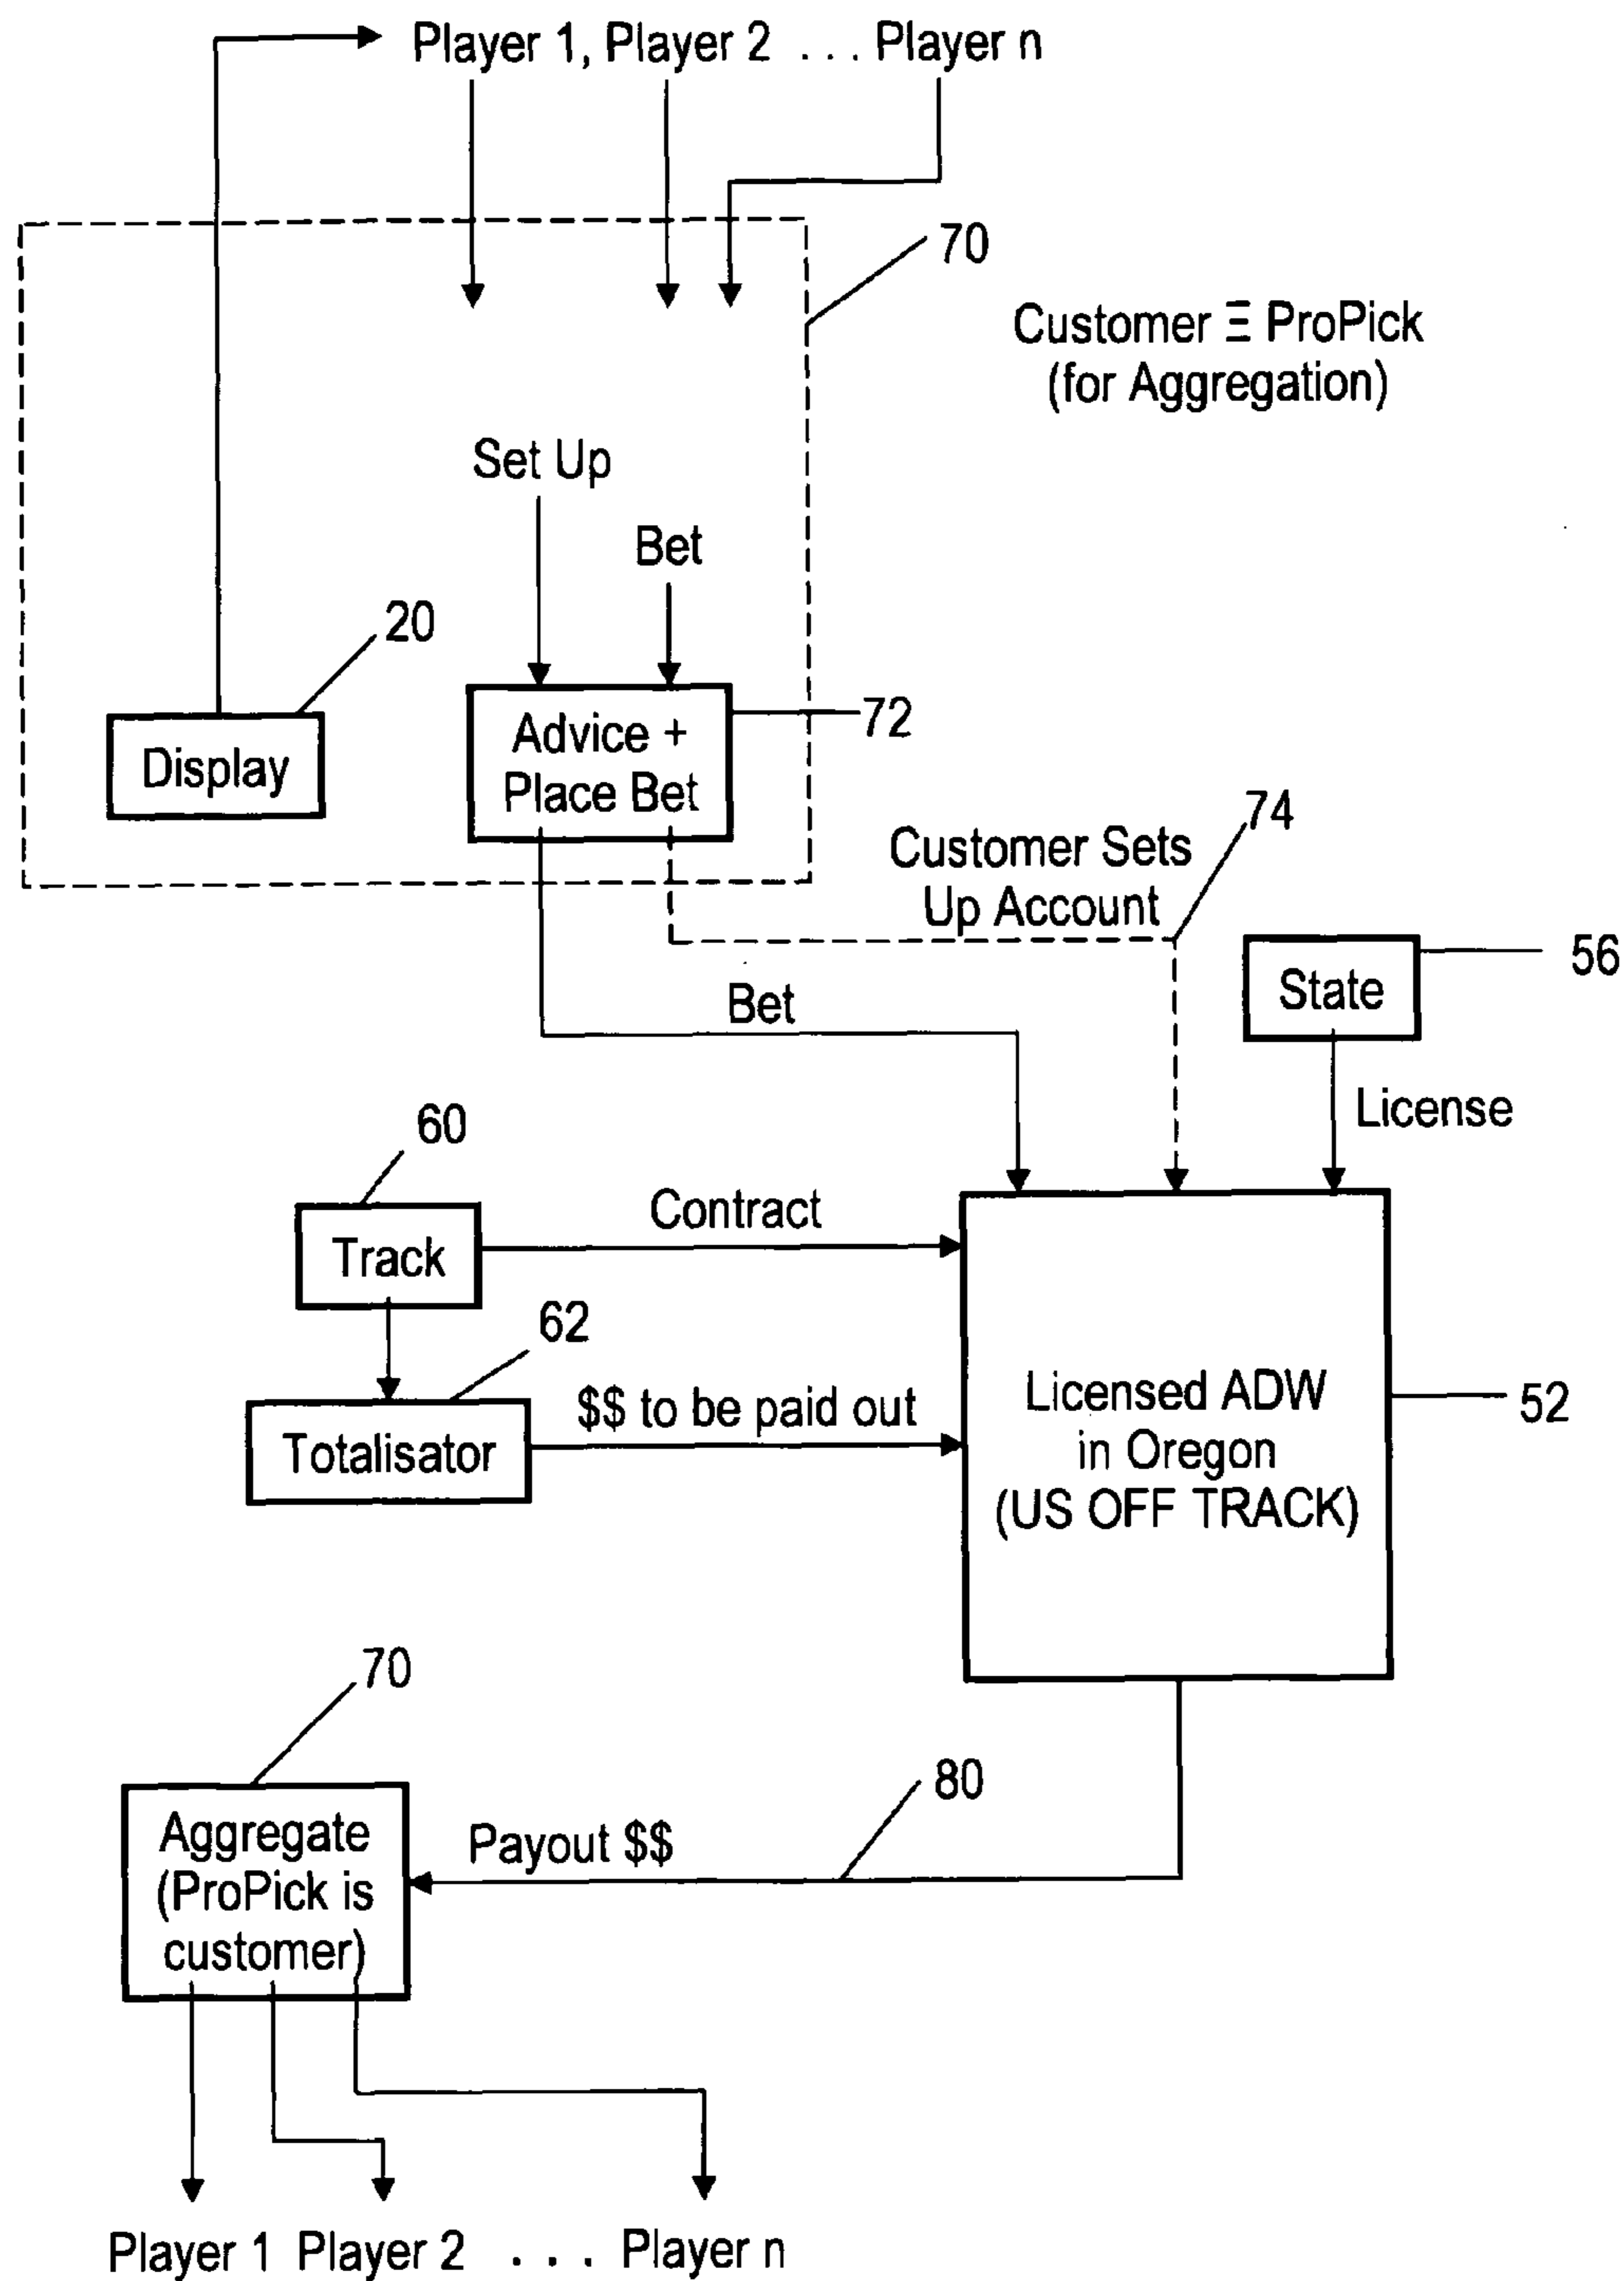 Player 1, Player 2 ... Player n
70
Customer Ξ ProPick
(for Aggregation)
Set Up
Bet
20
Display
Advice +
Place Bet
72
74
Customer Sets
Up Account
State
56
Bet
License
60
Track
Contract
62
Totalisator
$$ to be paid out
Licensed ADW
in Oregon
(US OFF TRACK)
52
70
Aggregate
(ProPick is
customer)
Payout $$
80
Player 1 Player 2 ... Player n